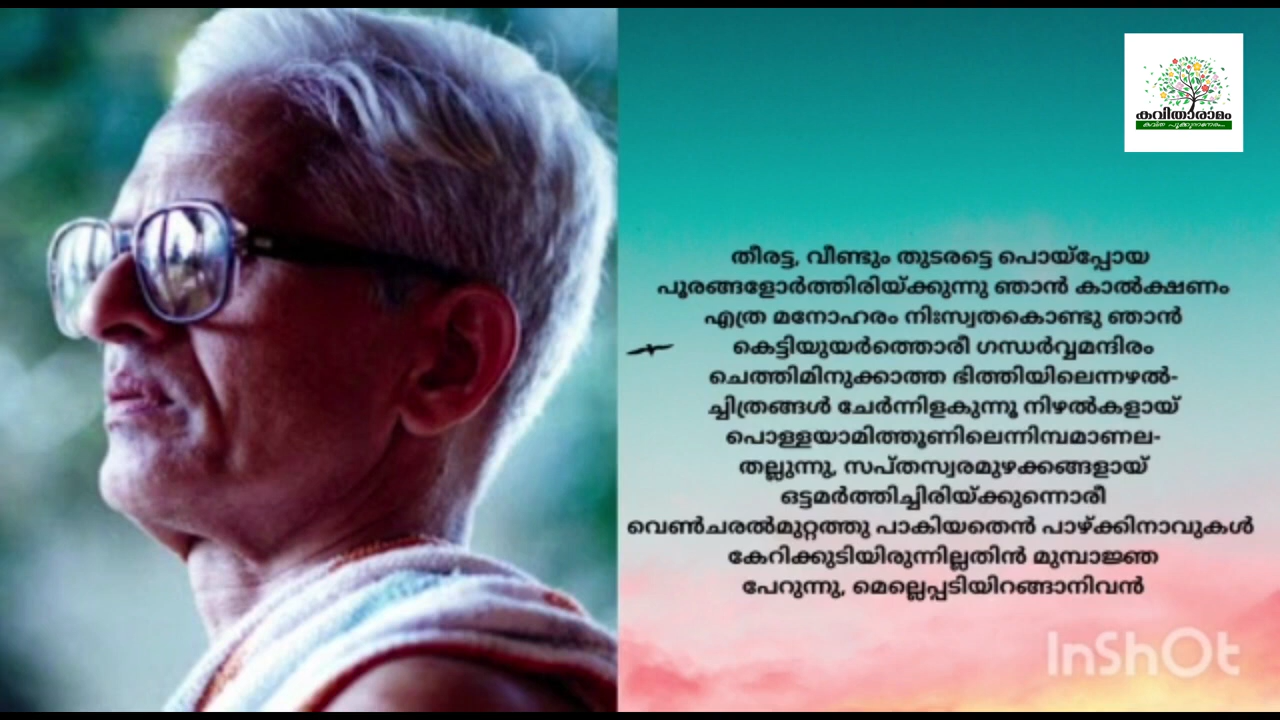 കവിതാരാമം
തീരട്ട, വീണ്ടും തുടരട്ടെ പൊയ്പ്പോയ
പൂരങ്ങളോർത്തിരിയ്ക്കുന്നു ഞാൻ കാൽക്ഷണം
എത്ര മനോഹരം നിഃസ്വതകൊണ്ടു ഞാൻ
കെട്ടിയുയർത്തൊരീ ഗന്ധർവ്വമന്ദിരം
ചെത്തിമിനുക്കാത്ത ഭിത്തിയിലെന്നഴൽ-
ച്ചിത്രങ്ങൾ ചേർന്നിളകുന്നൂ നിഴൽകളായ്
പൊള്ളയാമിത്തൂണിലെന്നിമ്പമാണല-
തല്ലുന്നു, സപ്തസ്വരമുഴക്കങ്ങളായ്
ഒട്ടമർത്തിച്ചിരിയ്ക്കുന്നൊരീ
വെൺചരൽമുറ്റത്തു പാകിയതെൻ പാഴ്ക്കിനാവുകൾ
കേറിക്കുടിയിരുന്നില്ലതിൻ മുമ്പാജ്ഞ
പേറുന്നു, മെല്ലെപ്പടിയിറങ്ങാനിവൻ
InShOt